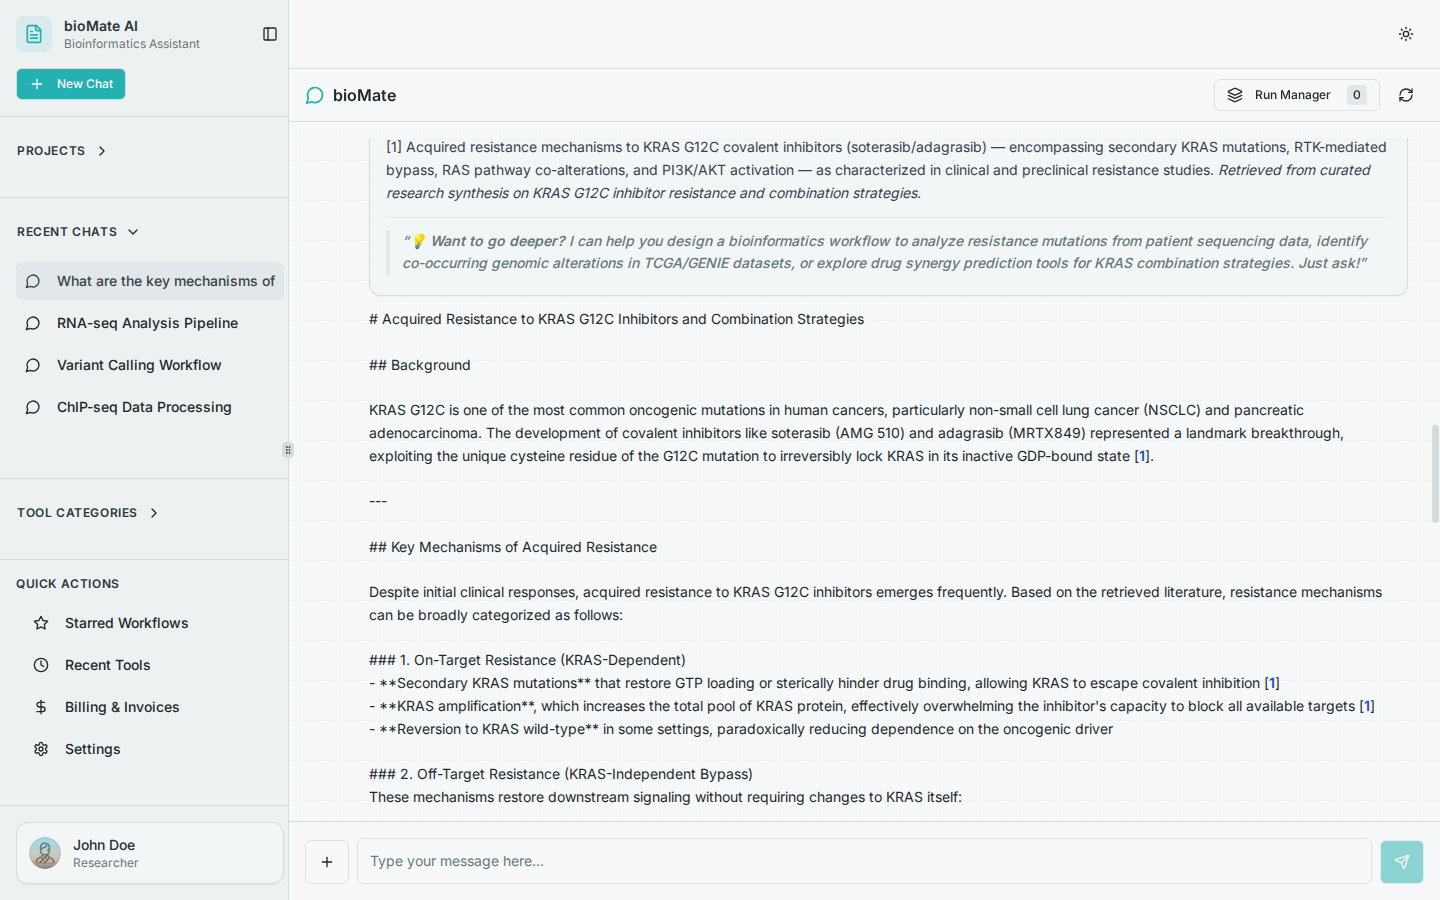 bioMate AI
Bioinformatics Assistant
New Chat
PROJECTS
RECENT CHATS
What are the key mechanisms of
RNA-seq Analysis Pipeline
Variant Calling Workflow
ChIP-seq Data Processing
TOOL CATEGORIES
QUICK ACTIONS
Starred Workflows
Recent Tools
Billing & Invoices
Settings
John Doe
Researcher
bioMate
Run Manager 0
[1] Acquired resistance mechanisms to KRAS G12C covalent inhibitors (soterasib/adagrasib) — encompassing secondary KRAS mutations, RTK-mediated
bypass, RAS pathway co-alterations, and PI3K/AKT activation — as characterized in clinical and preclinical resistance studies. Retrieved from curated
research synthesis on KRAS G12C inhibitor resistance and combination strategies.
“💡 Want to go deeper? I can help you design a bioinformatics workflow to analyze resistance mutations from patient sequencing data, identify
co-occurring genomic alterations in TCGA/GENIE datasets, or explore drug synergy prediction tools for KRAS combination strategies. Just ask!”
# Acquired Resistance to KRAS G12C Inhibitors and Combination Strategies
## Background
KRAS G12C is one of the most common oncogenic mutations in human cancers, particularly non-small cell lung cancer (NSCLC) and pancreatic
adenocarcinoma. The development of covalent inhibitors like soterasib (AMG 510) and adagrasib (MRTX849) represented a landmark breakthrough,
exploiting the unique cysteine residue of the G12C mutation to irreversibly lock KRAS in its inactive GDP-bound state [1].
---
## Key Mechanisms of Acquired Resistance
Despite initial clinical responses, acquired resistance to KRAS G12C inhibitors emerges frequently. Based on the retrieved literature, resistance mechanisms
can be broadly categorized as follows:
### 1. On-Target Resistance (KRAS-Dependent)
- **Secondary KRAS mutations** that restore GTP loading or sterically hinder drug binding, allowing KRAS to escape covalent inhibition [1]
- **KRAS amplification**, which increases the total pool of KRAS protein, effectively overwhelming the inhibitor's capacity to block all available targets [1]
- **Reversion to KRAS wild-type** in some settings, paradoxically reducing dependence on the oncogenic driver
### 2. Off-Target Resistance (KRAS-Independent Bypass)
These mechanisms restore downstream signaling without requiring changes to KRAS itself:
Type your message here...